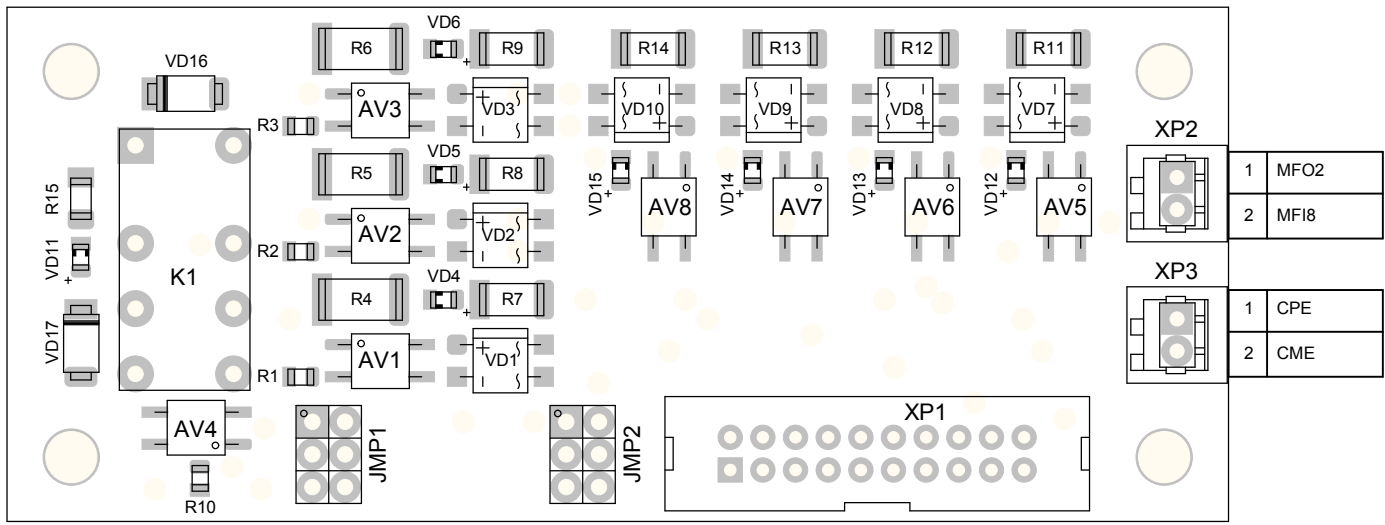 VD6
R6
R9
R14
R13
R12
R11
VD16
AV3
VD3
VD10
VD9
VD8
VD7
R3
XP2
VD5
R5
R8
VD15
VD14
VD13
VD12
1 MFO2
R15
AV8
AV7
AV6
AV5
2 MFI8
AV2
VD2
R2
VD11
K1
VD4
XP3
R4
R7
1 CPE
VD17
AV1
VD1
2 CME
R1
AV4
JMP1
JMP2
XP1
R10